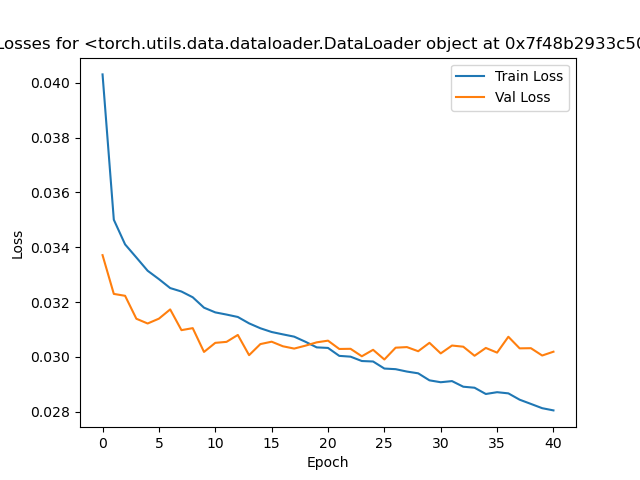 Losses for <torch.utils.data.dataloader.DataLoader object at 0x7f48b2933c50
Train Loss
Val Loss
0.040
0.038
0.036
0.034
0.032
0.030
0.028
Loss
0 5 10 15 20 25 30 35 40
Epoch